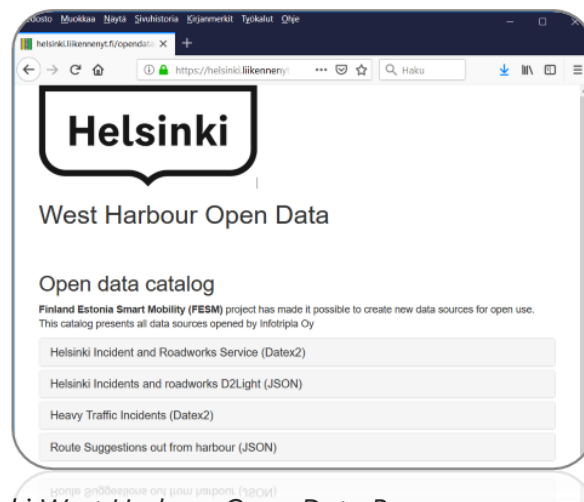 Muokkaa Näytä Sivuhistoria Kirjanmerkit Työkalut Ohje
helsinki.liikennenyt.fi/opendata
https://helsinki.liikennenyt
Haku
Helsinki
West Harbour Open Data
Open data catalog
Finland Estonia Smart Mobility (FESM) project has made it possible to create new data sources for open use.
This catalog presents all data sources opened by Infotripla Oy
Helsinki Incident and Roadworks Service (Datex2)
Helsinki Incidents and roadworks D2Light (JSON)
Heavy Traffic Incidents (Datex2)
Route Suggestions out from harbour (JSON)